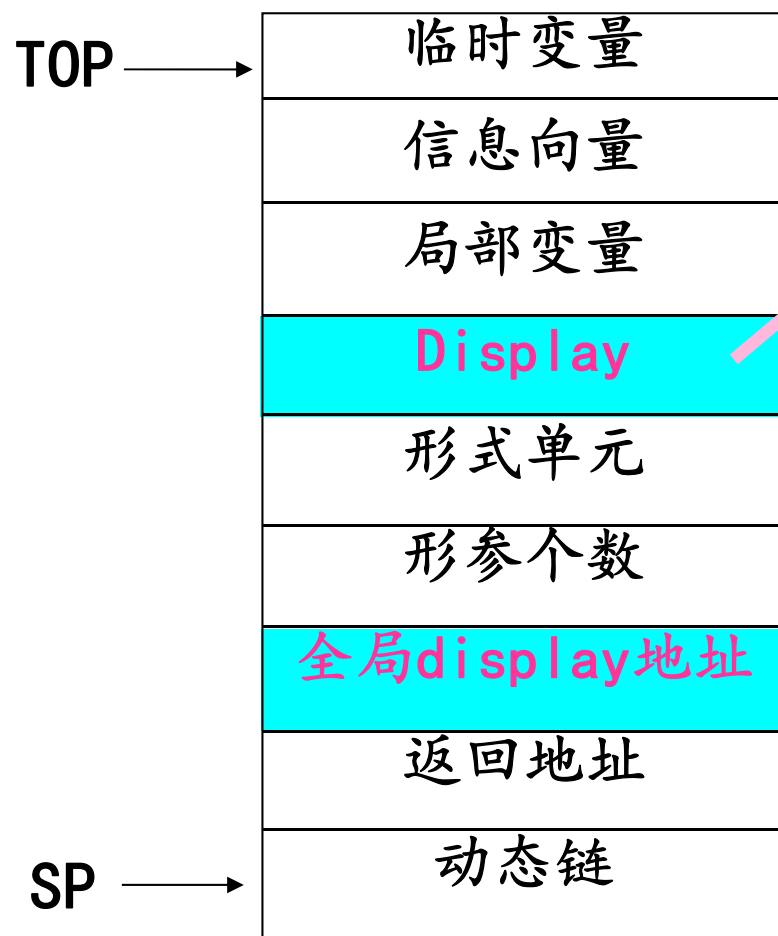 TOP
临时变量
信息向量
局部变量
Display
形式单元
形参个数
全局display地址
返回地址
SP
动态链